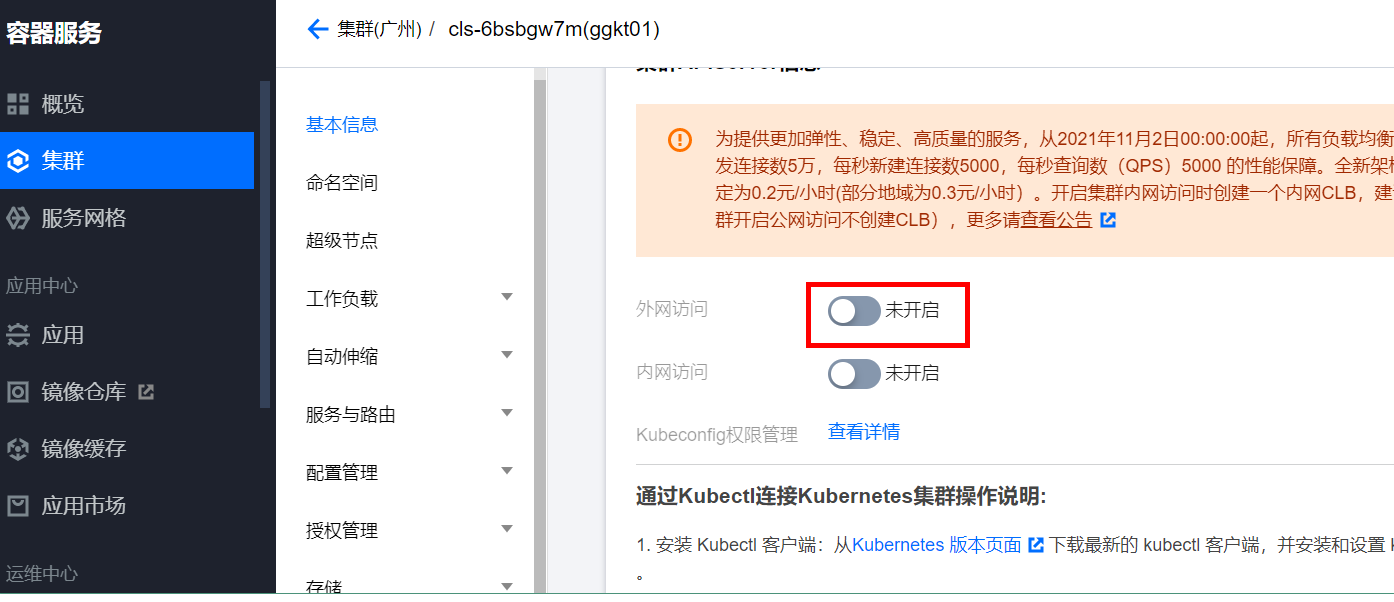 容器服务
概览
集群
服务网格
应用中心
应用
镜像仓库
镜像缓存
应用市场
运维中心
集群(广州) / cls-6bsbgw7m(ggkt01)
基本信息
命名空间
超级节点
工作负载
自动伸缩
服务与路由
配置管理
授权管理
存储
集群APIServer信息
为提供更加弹性、稳定、高质量的服务，从2021年11月2日00:00:00起，所有负载均衡
发连接数5万，每秒新建连接数5000，每秒查询数（QPS）5000 的性能保障。全新架构
定为0.2元/小时(部分地域为0.3元/小时）。开启集群内网访问时创建一个内网CLB，建
群开启公网访问不创建CLB），更多请查看公告
外网访问 未开启
内网访问 未开启
Kubeconfig权限管理 查看详情
通过Kubectl连接Kubernetes集群操作说明:
1. 安装 Kubectl 客户端：从Kubernetes 版本页面 下载最新的 kubectl 客户端，并安装和设置
。